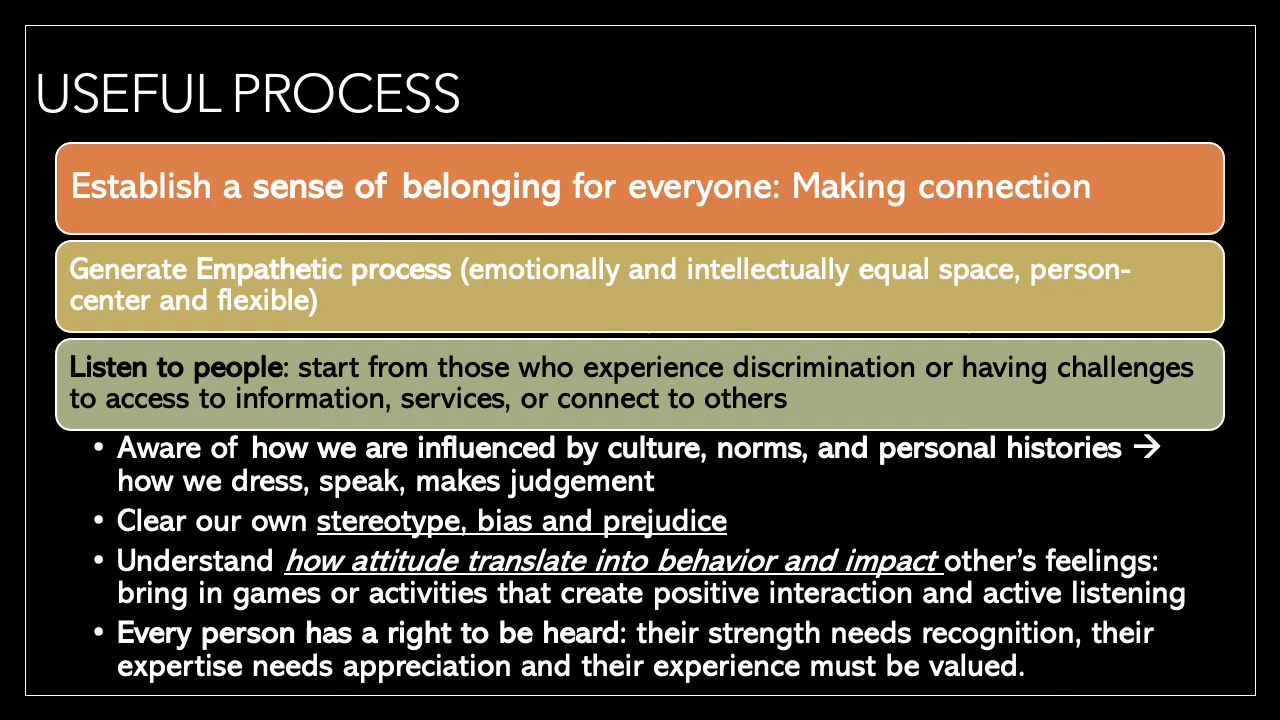 USEFUL PROCESS
Establish a sense of belonging for everyone: Making connection
Generate Empathetic process (emotionally and intellectually equal space, person-
center and flexible)
Listen to people: start from those who experience discrimination or having challenges
to access to information, services, or connect to others
• Aware of how we are influenced by culture, norms, and personal histories →
how we dress, speak, makes judgement
• Clear our own stereotype, bias and prejudice
• Understand how attitude translate into behavior and impact other’s feelings:
bring in games or activities that create positive interaction and active listening
• Every person has a right to be heard: their strength needs recognition, their
expertise needs appreciation and their experience must be valued.